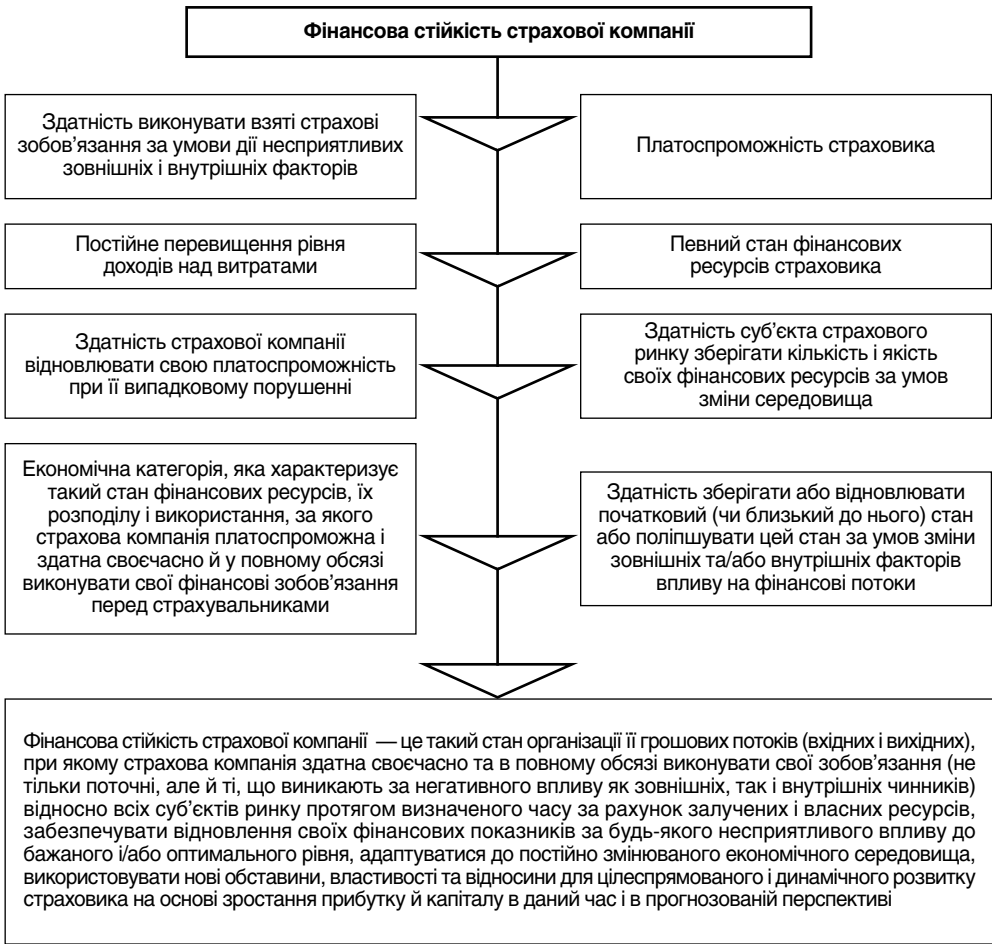 Фінансова стійкість страхової компанії
Здатність виконувати взяті страхові
зобов'язання за умови дії несприятливих
зовнішніх і внутрішніх факторів
Платоспроможність страховика
Постійне перевищення рівня
доходів над витратами
Певний стан фінансових
ресурсів страховика
Здатність страхової компанії
відновлювати свою платоспроможність
при її випадковому порушенні
Здатність суб'єкта страхового
ринку зберігати кількість і якість
своїх фінансових ресурсів за умов
зміни середовища
Економічна категорія, яка характеризує
такий стан фінансових ресурсів, їх
розподілу і використання, за якого
страхова компанія платоспроможна і
здатна своєчасно й у повному обсязі
виконувати свої фінансові зобов'язання
перед страхувальниками
Здатність зберігати або відновлювати
початковий (чи близький до нього) стан
або поліпшувати цей стан за умов зміни
зовнішніх та/або внутрішніх факторів
впливу на фінансові потоки
Фінансова стійкість страхової компанії — це такий стан організації її грошових потоків (вхідних і вихідних),
при якому страхова компанія здатна своєчасно та в повному обсязі виконувати свої зобов'язання (не
тільки поточні, але й ті, що виникають за негативного впливу як зовнішніх, так і внутрішніх чинників)
відносно всіх суб'єктів ринку протягом визначеного часу за рахунок залучених і власних ресурсів,
забезпечувати відновлення своїх фінансових показників за будь-якого несприятливого впливу до
бажаного і/або оптимального рівня, адаптуватися до постійно змінюваного економічного середовища,
використовувати нові обставини, властивості та відносини для цілеспрямованого і динамічного розвитку
страховика на основі зростання прибутку й капіталу в даний час і в прогнозованій перспективі